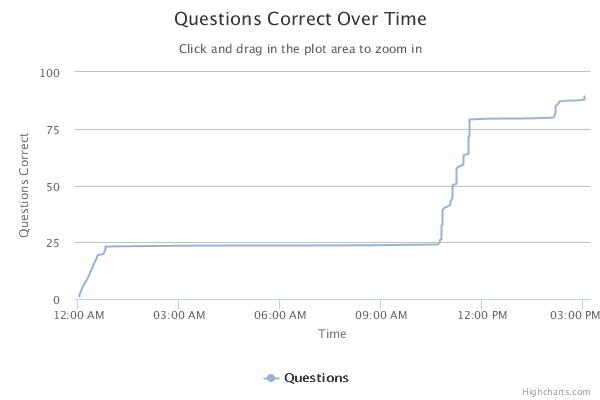 Questions Correct Over Time
Click and drag in the plot area to zoom in
Questions Correct
100
75
50
25
0
12:00 AM 03:00 AM 06:00 AM 09:00 AM 12:00 PM 03:00 PM
Time
Questions
Highcharts.com